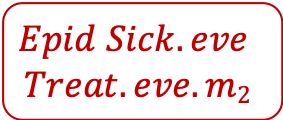 Epid Sick. eve
Treat. eve. m₂